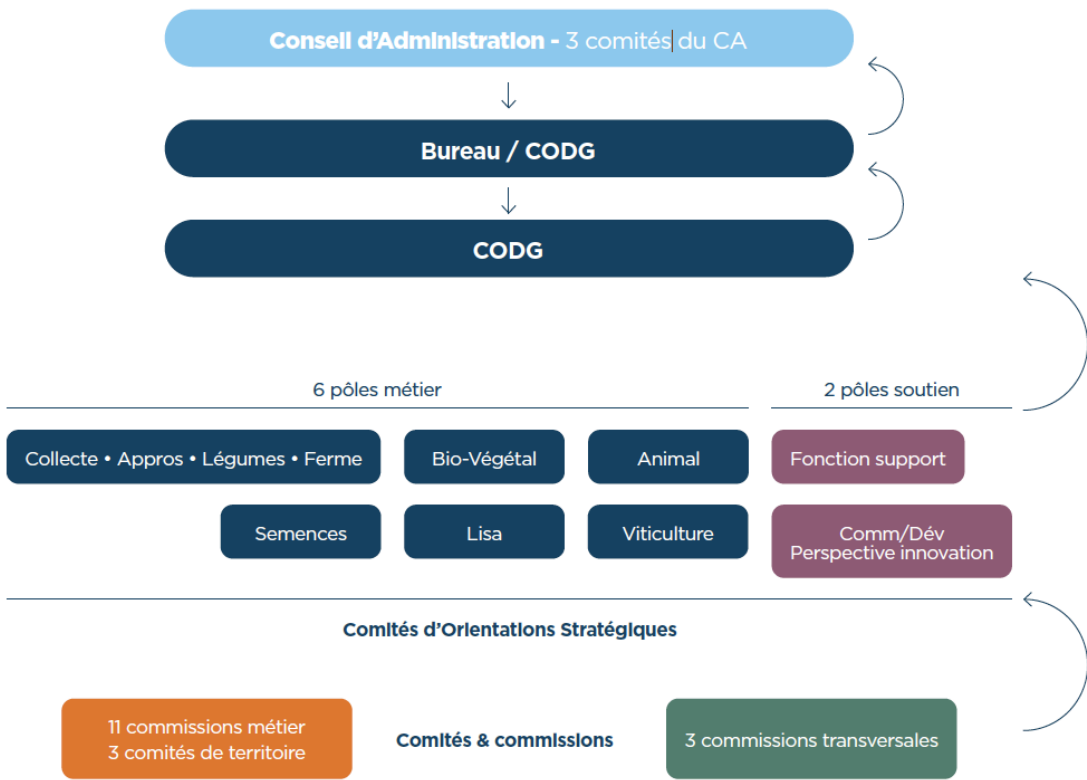 Conseil d'Administration - 3 comités du CA
Bureau / CODG
CODG
6 pôles métier
2 pôles soutien
Collecte • Appros • Légumes • Ferme
Bio-Végétal
Animal
Fonction support
Semences
Lisa
Viticulture
Comm/Dév
Perspective innovation
Comités d'Orientations Stratégiques
11 commissions métier
3 comités de territoire
Comités & commissions
3 commissions transversales